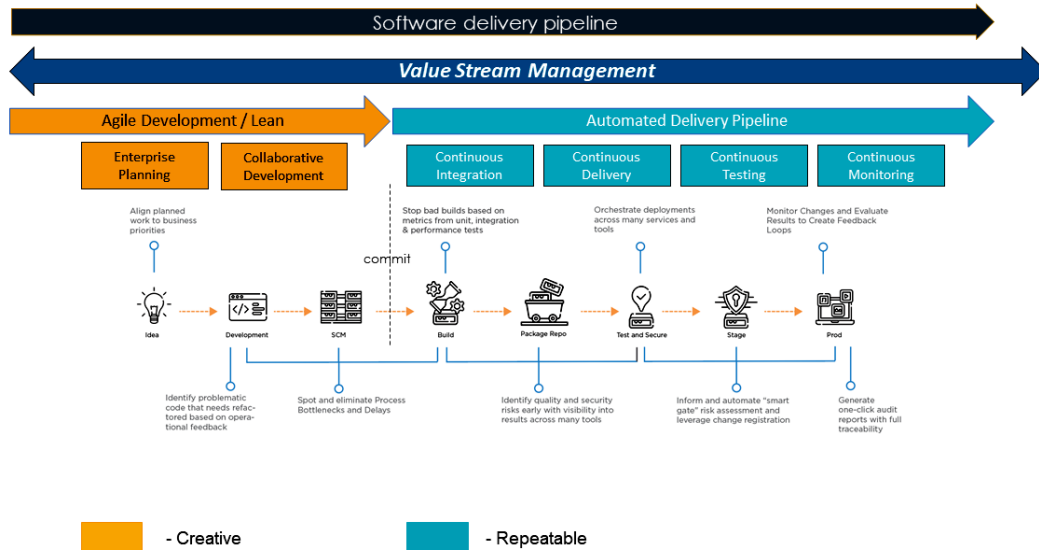 Software delivery pipeline
Value Stream Management
Agile Development / Lean
Automated Delivery Pipeline
Enterprise
Planning
Collaborative
Development
Continuous
Integration
Continuous
Delivery
Continuous
Testing
Continuous
Monitoring
Align planned
work to business
priorities
Stop bad builds based on
metrics from unit, integration
& performance tests
Orchestrate deployments
across many services and
tools
Monitor Changes and Evaluate
Results to Create Feedback
Loops
commit
Idea
Development
SCM
Build
Package Repo
Test and Secure
Stage
Prod
Identify problematic
code that needs refac-
tored based on opera-
tional feedback
Spot and eliminate Process
Bottlenecks and Delays
Identify quality and security
risks early with visibility into
results across many tools
Inform and automate “smart
gate” risk assessment and
leverage change registration
Generate
one-click audit
reports with full
traceability
- Creative
- Repeatable